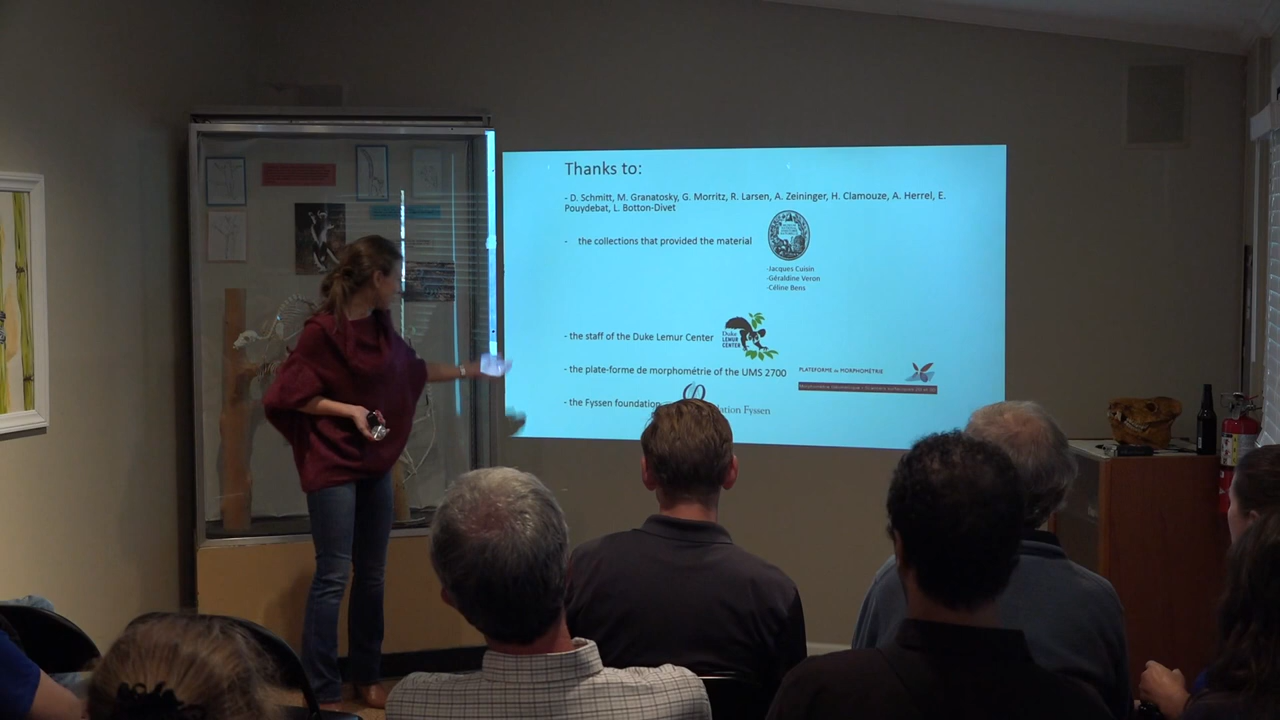 Thanks to:
- D. Schmitt, M. Granatosky, G. Morritz, R. Larsen, A. Zeininger, H. Clamouze, A. Herrel, E.
Pouydebat, L. Botton-Divet
- the collections that provided the material
-Jacques Cuisin
-Géraldine Veron
-Céline Bens
- the staff of the Duke Lemur Center
Duke
LEMUR
CENTER
- the plate-forme de morphométrie of the UMS 2700
PLATEFORME DE MORPHOMÉTRIE
- the Fyssen foundation
Fyssen